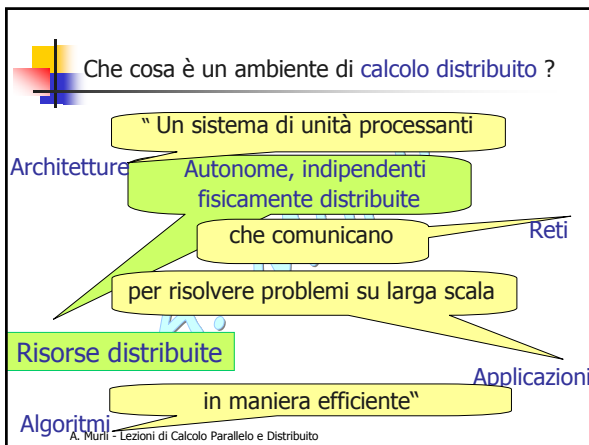 Che cosa è un ambiente di calcolo distribuito ?
“ Un sistema di unità processanti
Architetture
Autonome, indipendenti
fisicamente distribuite
che comunicano
Reti
per risolvere problemi su larga scala
Risorse distribuite
Applicazioni
in maniera efficiente“
Algoritmi
A. Murli - Lezioni di Calcolo Parallelo e Distribuito